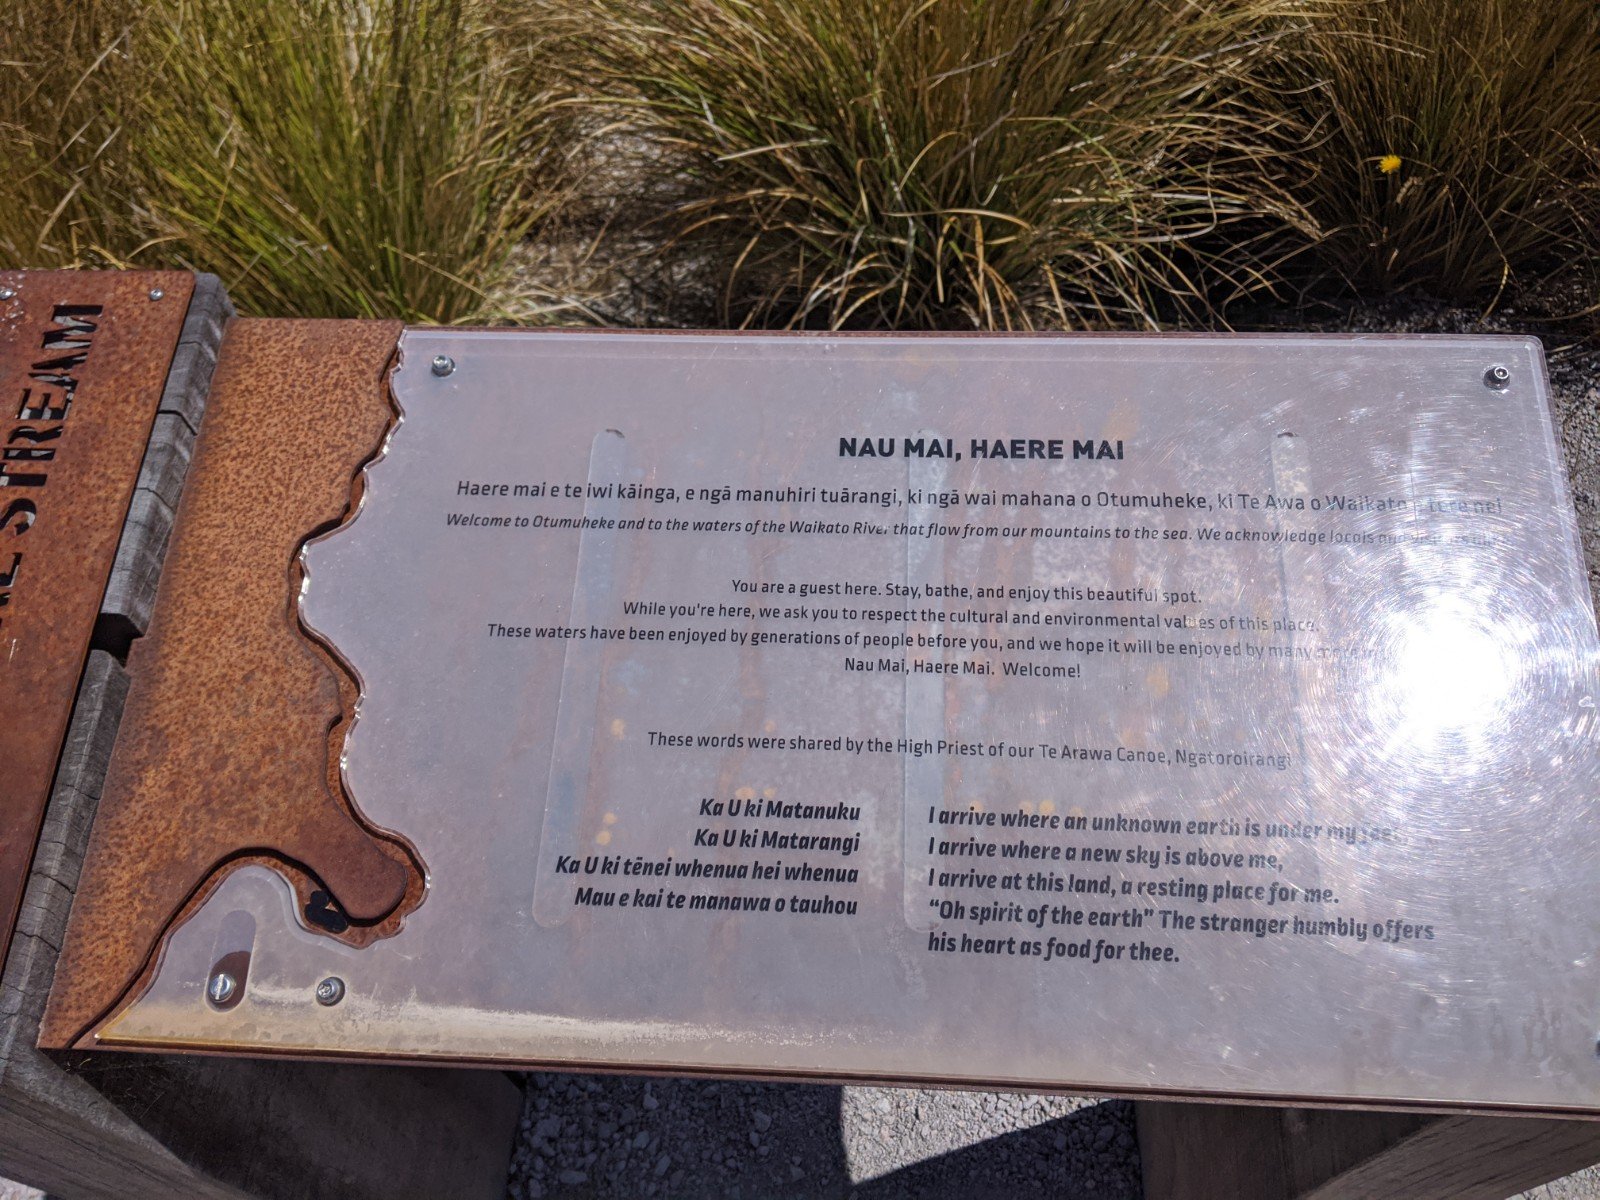 STREAM
NAU MAI, HAERE MAI
Haere mai e te iwi kāinga, e ngā manuhiri tuārangi, ki ngā wai mahana o Otumuheke, ki Te Awa o Waikato e rere nei
Welcome to Otumuheke and to the waters of the Waikato River that flow from our mountains to the sea. We acknowledge locals and visitors
You are a guest here. Stay, bathe, and enjoy this beautiful spot.
While you're here, we ask you to respect the cultural and environmental values of this place.
These waters have been enjoyed by generations of people before you, and we hope it will be enjoyed by many more
Nau Mai, Haere Mai. Welcome!
These words were shared by the High Priest of our Te Arawa Canoe, Ngatoroirangi
Ka U ki Matanuku
Ka U ki Matarangi
Ka U ki tēnei whenua hei whenua
Mau e kai te manawa o tauhou
I arrive where an unknown earth is under my feet
I arrive where a new sky is above me,
I arrive at this land, a resting place for me.
“Oh spirit of the earth” The stranger humbly offers
his heart as food for thee.